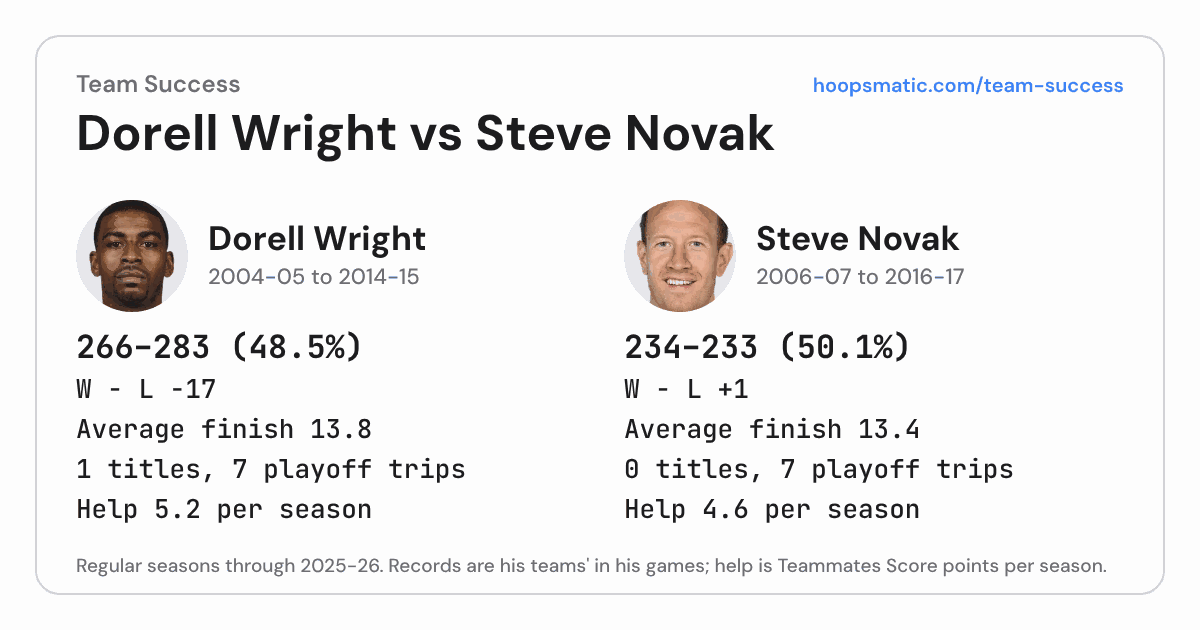 Team Success
hoopsmatic.com/team-success
Dorell Wright vs Steve Novak
Dorell Wright
2004-05 to 2014-15
266-283 (48.5%)
W - L -17
Average finish 13.8
1 titles, 7 playoff trips
Help 5.2 per season
Steve Novak
2006-07 to 2016-17
234-233 (50.1%)
W - L +1
Average finish 13.4
0 titles, 7 playoff trips
Help 4.6 per season
Regular seasons through 2025-26. Records are his teams' in his games; help is Teammates Score points per season.